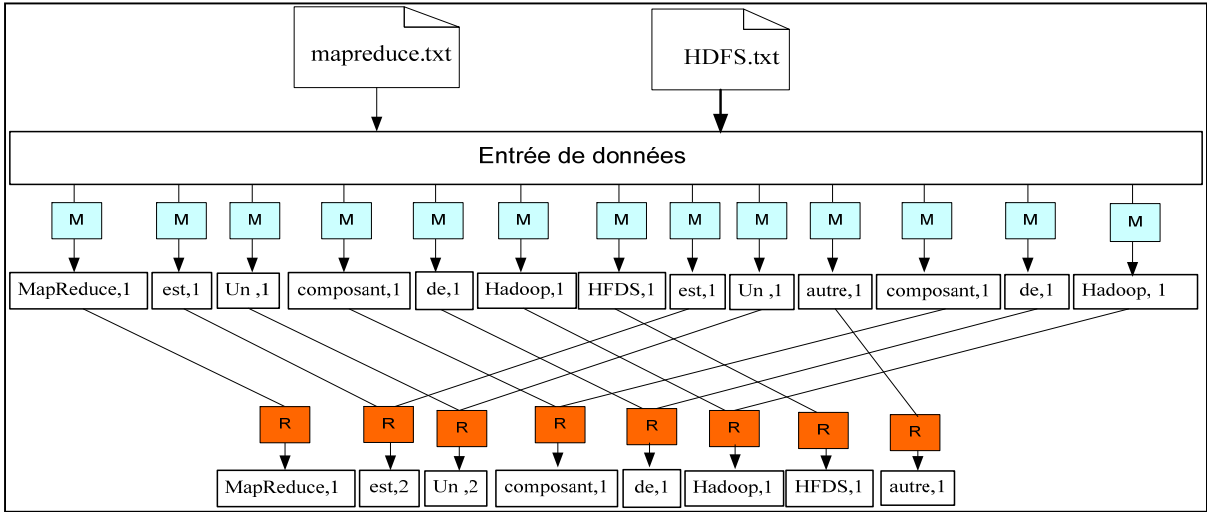 mapreduce.txt HDFS.txt
Entrée de données
M M M M M M M M M M M M M
MapReduce,1 est,1 Un ,1 composant,1 de,1 Hadoop,1 HFDS,1 est,1 Un ,1 autre,1 composant,1 de,1 Hadoop, 1
R R R R R R R R
MapReduce,1 est,2 Un ,2 composant,1 de,1 Hadoop,1 HFDS,1 autre,1